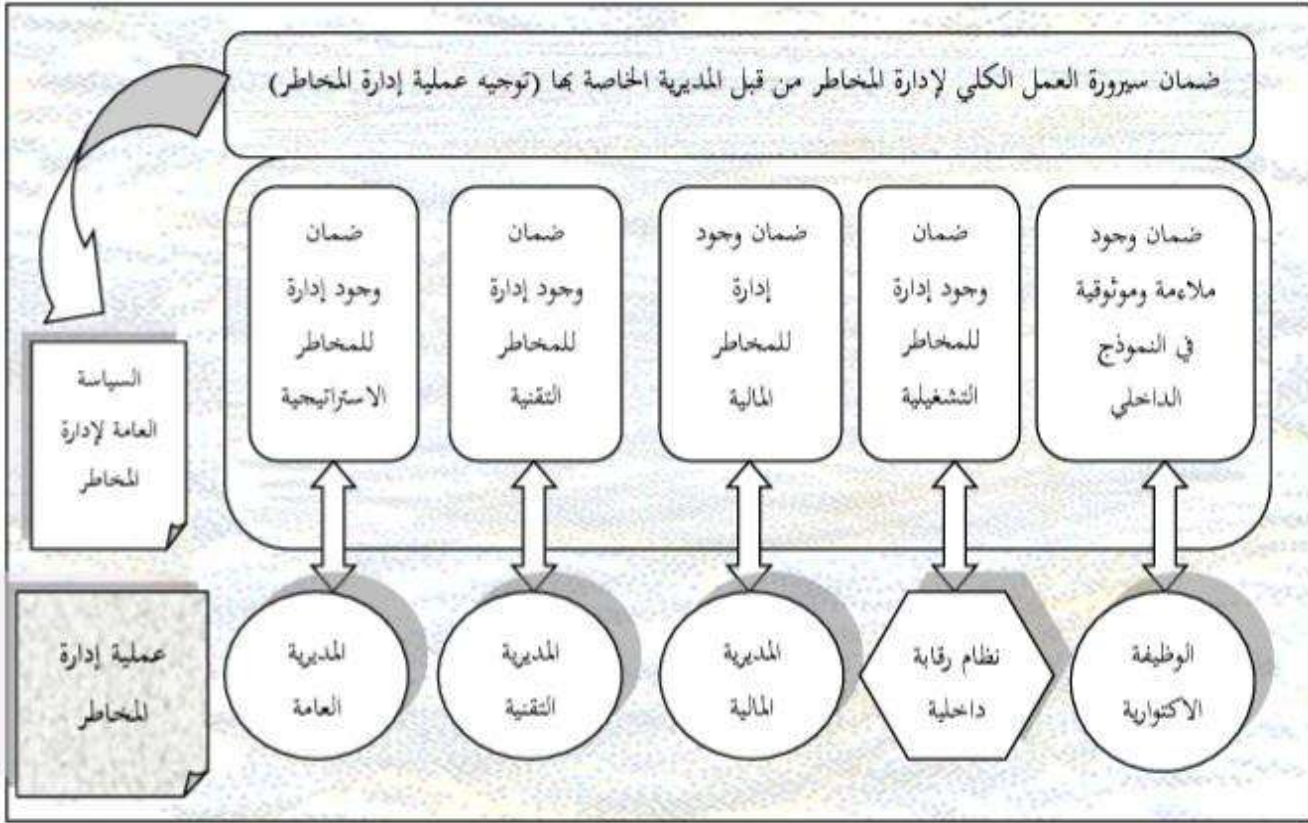 ضمان سيرورة العمل الكلي لإدارة المخاطر من قبل المديرية الخاصة بها (توجيه عملية إدارة المخاطر)
ضمان وجود
ملاءمة وموثوقية
في النموذج
الداخلي
ضمان
وجود إدارة
للمخاطر
التشغيلية
ضمان وجود
إدارة
للمخاطر
المالية
ضمان
وجود إدارة
للمخاطر
التقنية
ضمان
وجود إدارة
للمخاطر
الاستراتيجية
السياسة
العامة لإدارة
المخاطر
الوظيفة
الاكتوارية
نظام رقابة
داخلية
المديرية
المالية
المديرية
التقنية
المديرية
العامة
عملية إدارة
المخاطر